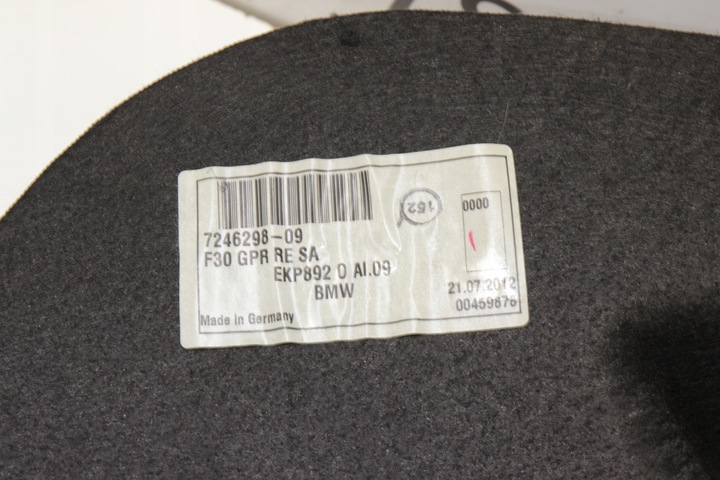 7246298-09
F30 GPR RE SA
EKP892 0 AI.09
BMW
Made in Germany
152
0000
21.07.2012
00459876